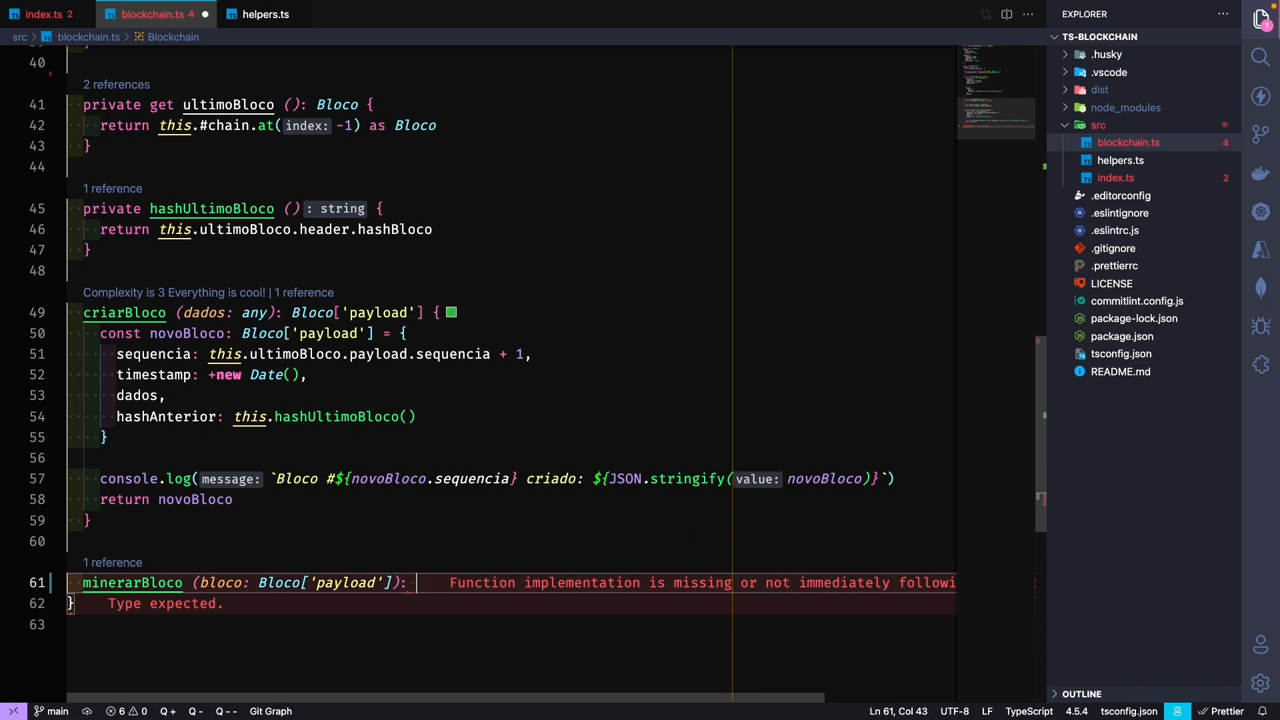 index.ts 2
blockchain.ts 4
helpers.ts
src > blockchain.ts > Blockchain
40
2 references
41 private get ultimoBloco (): Bloco {
42 return this.#chain.at(index: -1) as Bloco
43 }
44
1 reference
45 private hashUltimoBloco (): string {
46 return this.ultimoBloco.header.hashBloco
47 }
48
Complexity is 3 Everything is cool! | 1 reference
49 criarBloco (dados: any): Bloco['payload'] {
50 const novoBloco: Bloco['payload'] = {
51 sequencia: this.ultimoBloco.payload.sequencia + 1,
52 timestamp: +new Date(),
53 dados,
54 hashAnterior: this.hashUltimoBloco()
55 }
56
57 console.log(message: `Bloco #${novoBloco.sequencia} criado: ${JSON.stringify(value: novoBloco)}`)
58 return novoBloco
59 }
60
1 reference
61 minerarBloco (bloco: Bloco['payload']): Function implementation is missing or not immediately followi
62 } Type expected.
63
EXPLORER
TS-BLOCKCHAIN
.husky
.vscode
dist
node_modules
src
blockchain.ts 4
helpers.ts
index.ts 2
.editorconfig
.eslintignore
.eslintrc.js
.gitignore
.prettierrc
LICENSE
commitlint.config.js
package-lock.json
package.json
tsconfig.json
README.md
OUTLINE
1
main 6 0 Q + Q - Q - - Git Graph Ln 61, Col 43 UTF-8 LF TypeScript 4.5.4 tsconfig.json Prettier